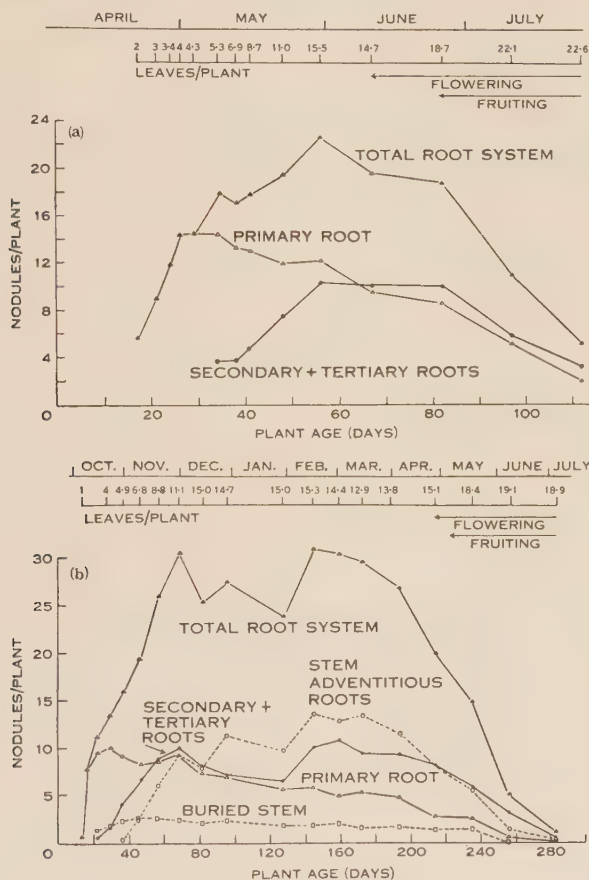 APRIL MAY JUNE JULY
2 3 3·4 4 4·3 5·3 6·9 8·7 11·0 15·5 14·7 18·7 22·1 22·6
LEAVES/PLANT
FLOWERING
FRUITING
(a)
24
20
16
12
8
4
0
NODULES/PLANT
TOTAL ROOT SYSTEM
PRIMARY ROOT
SECONDARY + TERTIARY ROOTS
20 40 60 80 100
PLANT AGE (DAYS)
OCT. NOV. DEC. JAN. FEB. MAR. APR. MAY JUNE JULY
1 4 4·9 6·8 8·8 11·1 15·0 14·7 15·0 15·3 14·4 12·9 13·8 15·1 18·4 19·1 18·9
LEAVES/PLANT
FLOWERING
FRUITING
(b)
30
25
20
15
10
5
0
NODULES/PLANT
TOTAL ROOT SYSTEM
STEM
ADVENTITIOUS
ROOTS
SECONDARY +
TERTIARY
ROOTS
PRIMARY ROOT
BURIED STEM
40 80 120 160 200 240 280
PLANT AGE (DAYS)